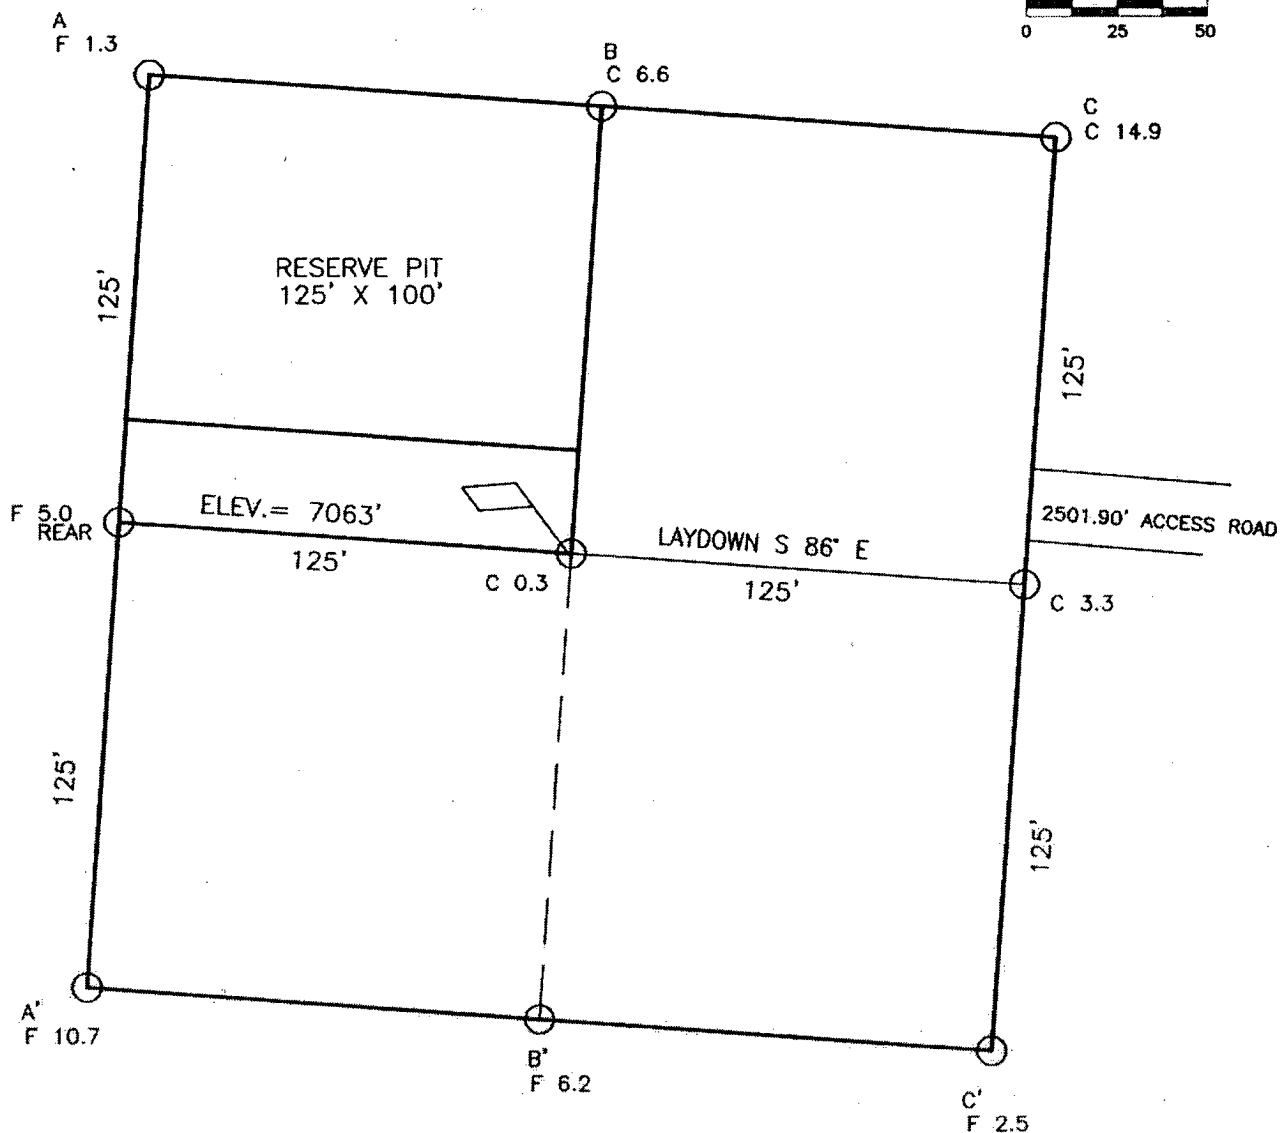 0 25 50
A
F 1.3
B
C 6.6
C
C 14.9
RESERVE PIT
125' X 100'
125'
125'
F 5.0
REAR
ELEV.= 7063'
125'
C 0.3
LAYDOWN S 86° E
125'
2501.90' ACCESS ROAD
C 3.3
125'
125'
A'
F 10.7
B'
F 6.2
C'
F 2.5